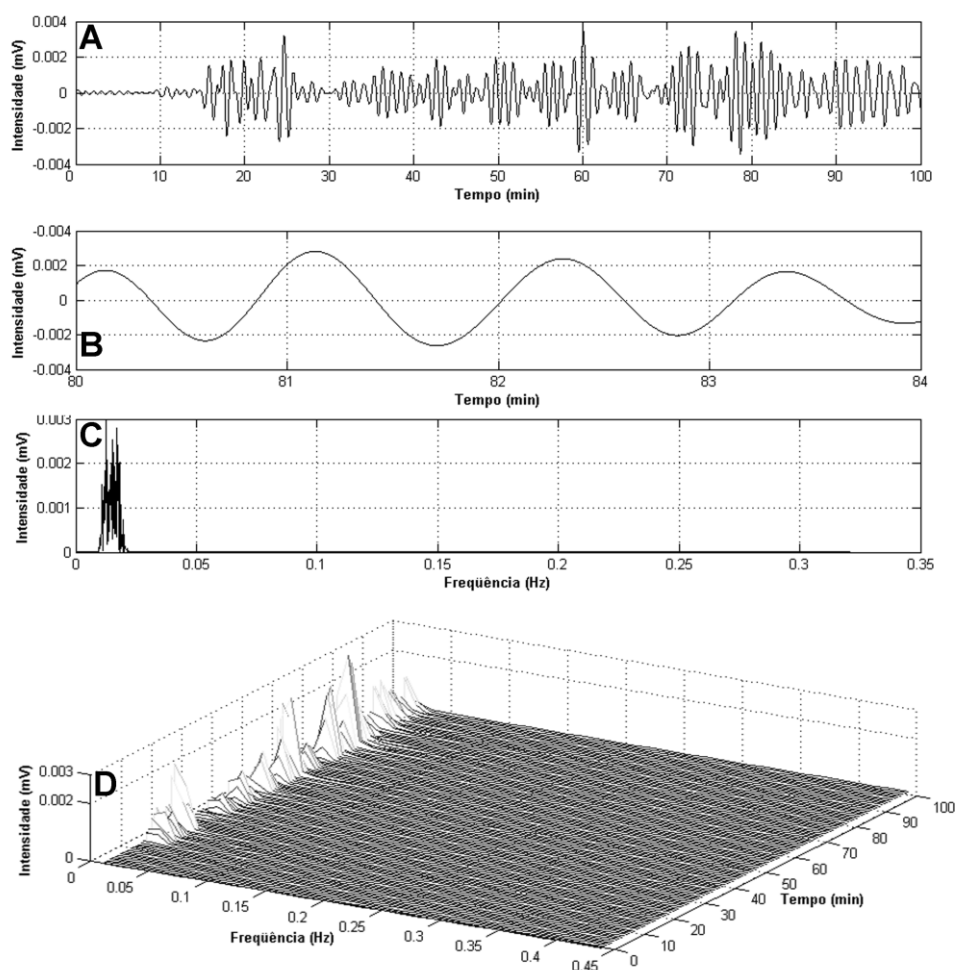 A
Intensidade (mV)
0.004
0.002
0
-0.002
-0.004
0 10 20 30 40 50 60 70 80 90 100
Tempo (min)
B
Intensidade (mV)
-0.004
0.002
0
-0.002
-0.004
80 81 82 83 84
Tempo (min)
C
Intensidade (mV)
0.003
0.002
0.001
0
0 0.05 0.1 0.15 0.2 0.25 0.3 0.35
Freqüência (Hz)
D
Intensidade (mV)
0.003
0.002
0
0 0.05 0.1 0.15 0.2 0.25 0.3 0.35 0.4 0.45
Freqüência (Hz)
0 10 20 30 40 50 60 70 80 90 100
Tempo (min)